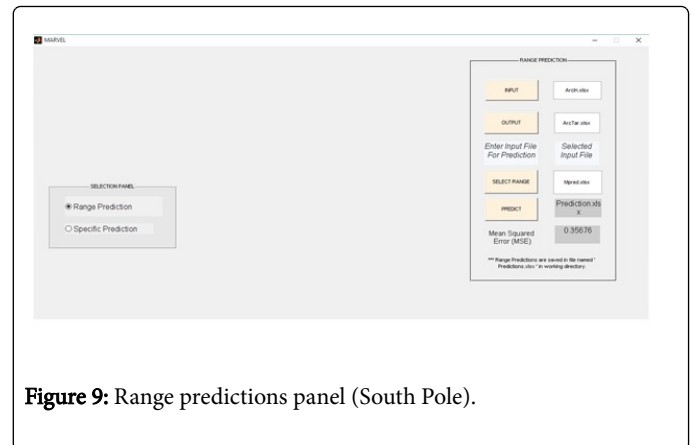 MARVEL
SELECTION PANEL
Range Prediction
Specific Prediction
RANGE PREDICTION
INPUT
ArcIn.xlsx
OUTPUT
ArcTar.xlsx
Enter Input File
For Prediction
Selected
Input File
SELECT RANGE
Mpred.xlsx
PREDICT
Prediction.xls
x
Mean Squared
Error (MSE)
0.35676
*** Range Predictions are saved in file named '
Predictions.xlsx ' in working directory.
Figure 9: Range predictions panel (South Pole).